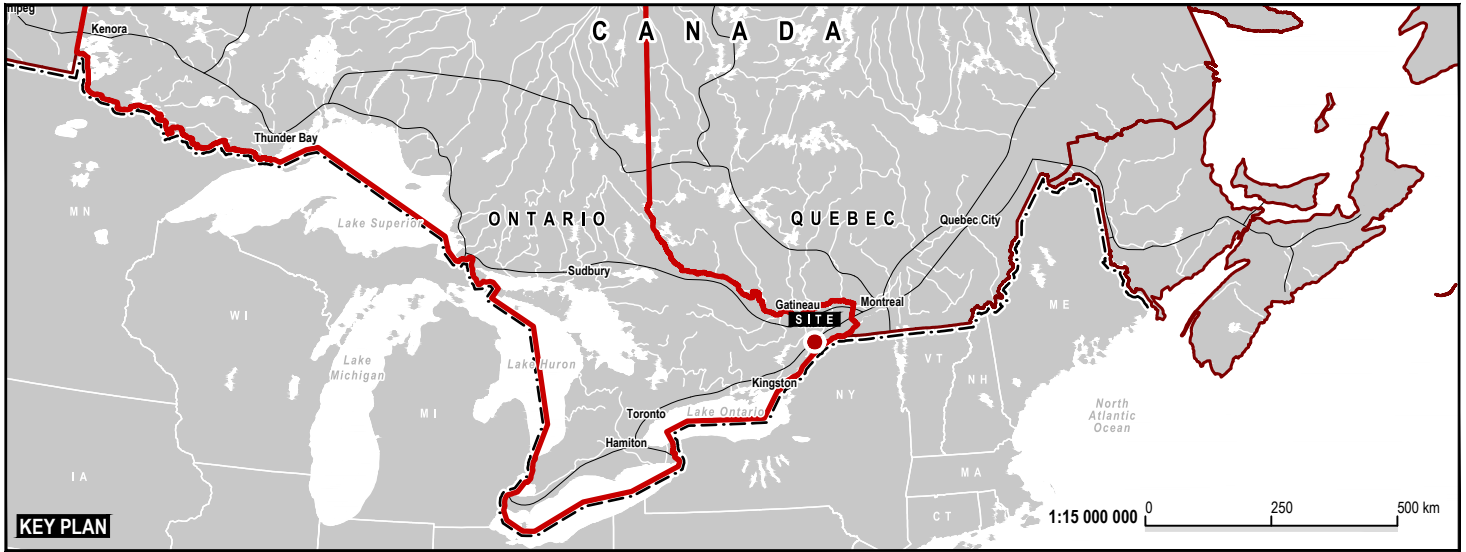 mpeg
Kenora
CANADA
Thunder Bay
MN
Lake Superior
ONTARIO
QUEBEC
Quebec City
Sudbury
Gatineau
Montreal
SITE
WI
ME
Lake
Michigan
Lake Huron
VT
NH
Kingston
NY
MI
Toronto
Lake Ontario
Hamiton
North
Atlantic
Ocean
IA
MA
CT
KEY PLAN
1:15 000 000
0
250
500 km